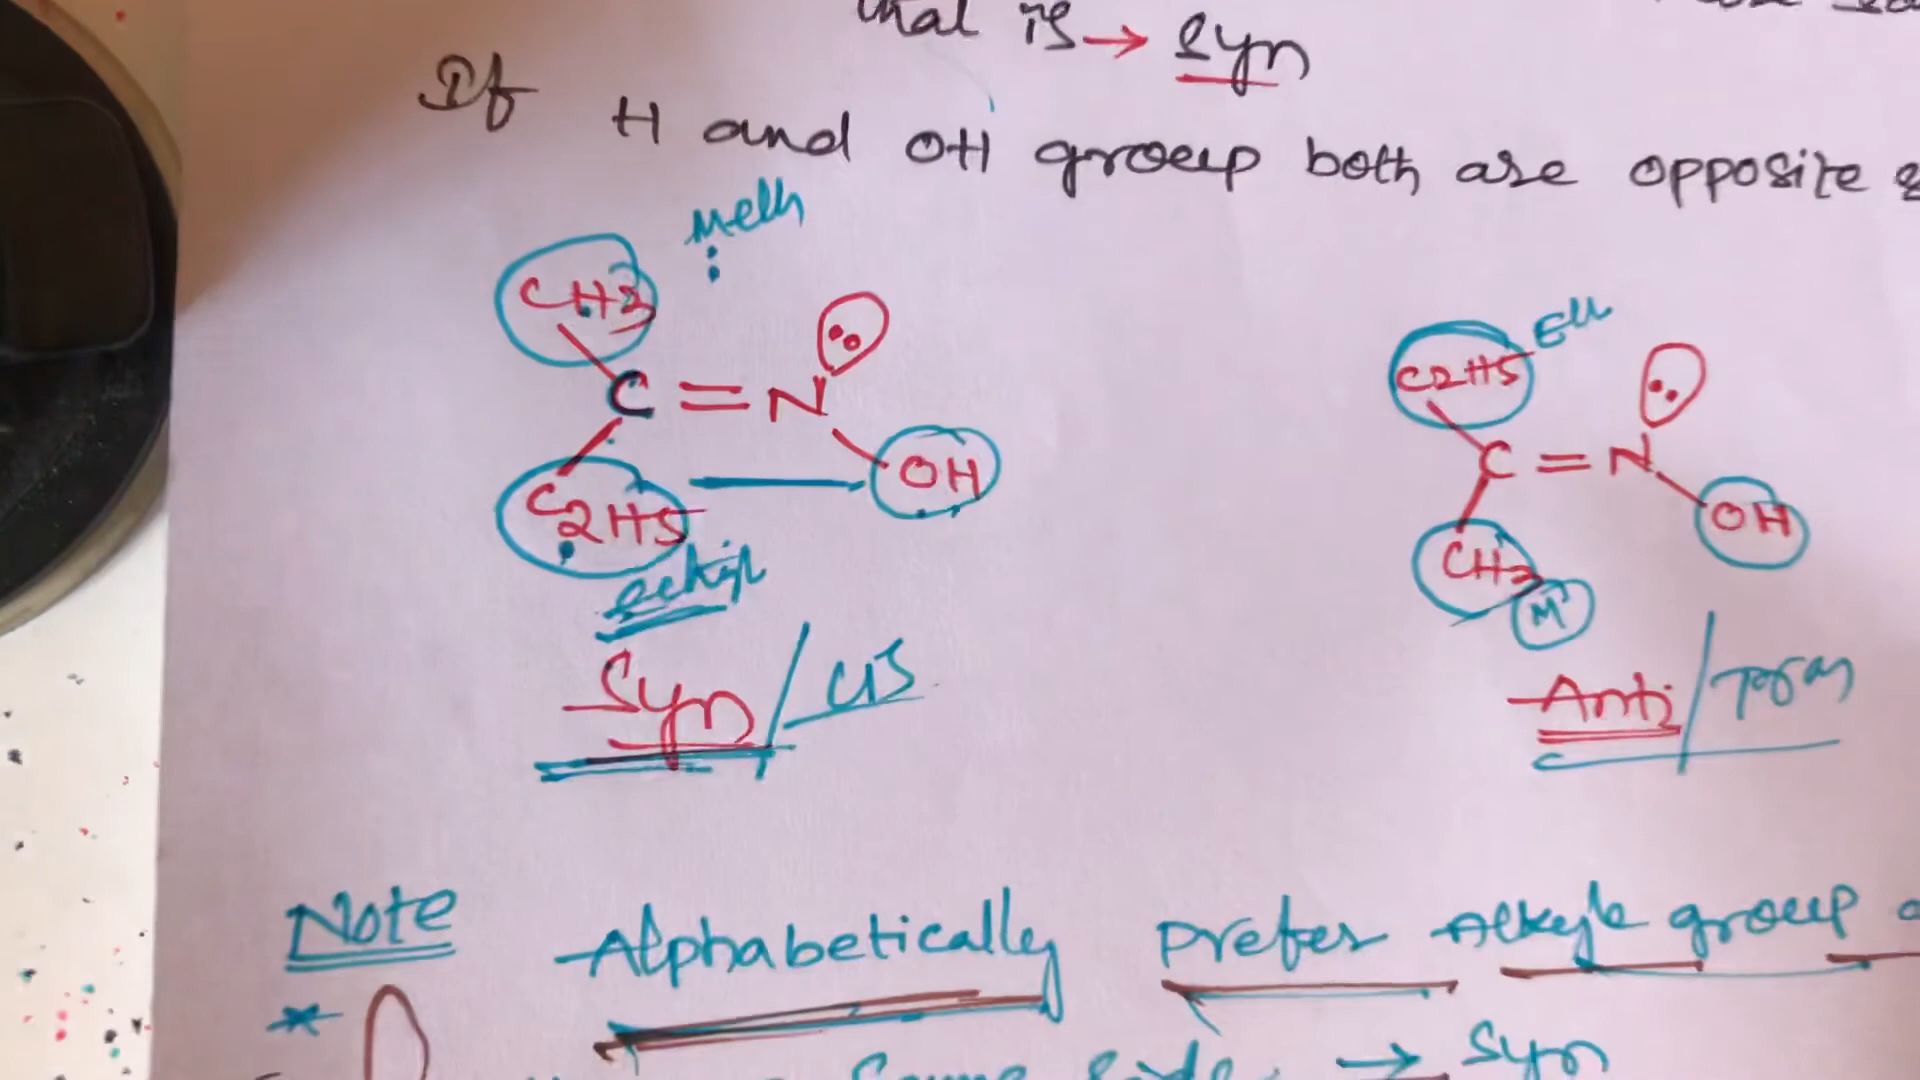 that is → Syn
If H and OH group both are opposite
Meth
CH3
C = N
OH
C2H5
Syn / cis
Eth
C2H5
C = N
OH
CH3
M
Anti / Trans
Note Alphabetically Prefer Alkyle group
* Same side → Syn